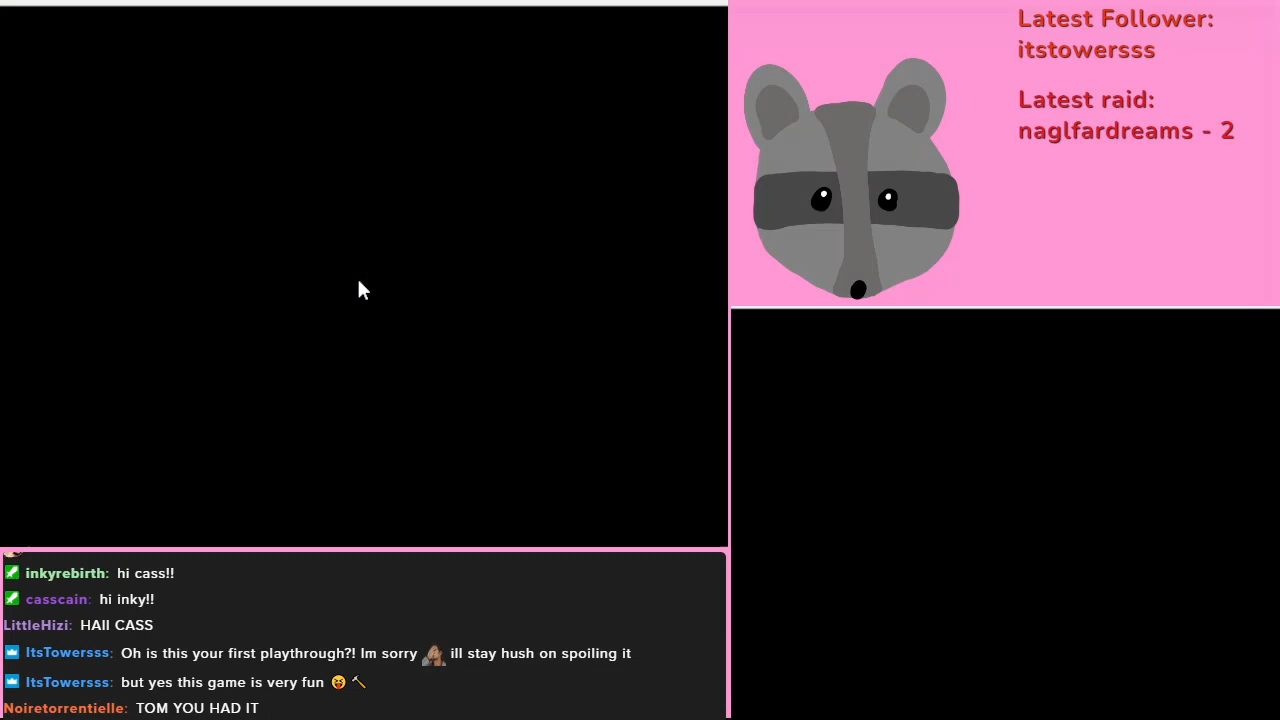 Latest Follower:
itstowersss
Latest raid:
naglfardreams - 2
inkyrebirth: hi cass!!
casscain: hi inky!!
LittleHizi: HAII CASS
ItsTowersss: Oh is this your first playthrough?! Im sorry ill stay hush on spoiling it
ItsTowersss: but yes this game is very fun 😝 🔨
Noiretorrentielle: TOM YOU HAD IT